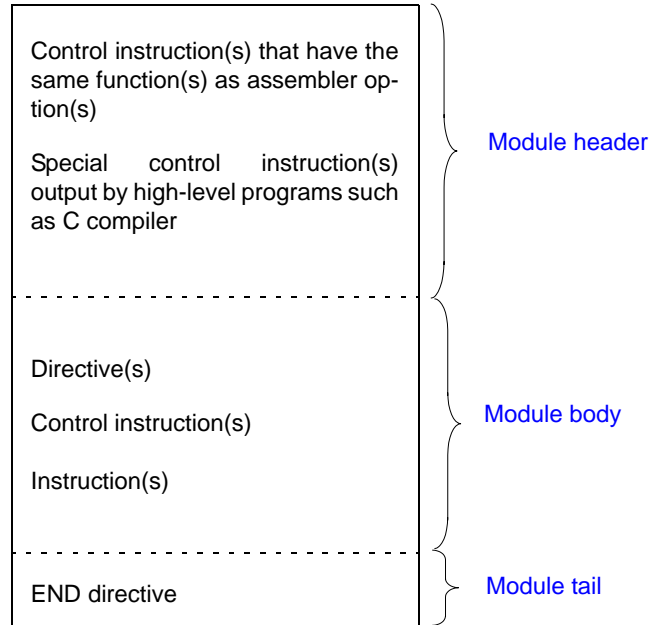 Control instruction(s) that have the
same function(s) as assembler op-
tion(s)
Special control instruction(s)
output by high-level programs such
as C compiler
Module header
Directive(s)
Control instruction(s)
Instruction(s)
Module body
END directive
Module tail